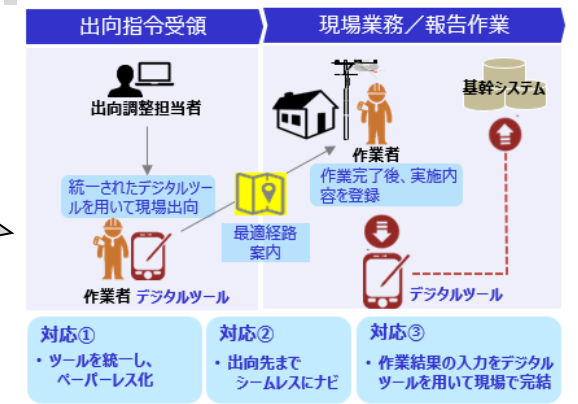 出向指令受領
現場業務／報告作業
出向調整担当者
統一されたデジタルツー
ルを用いて現場出向
作業者 デジタルツール
最適経路
案内
作業者
作業完了後、実施内
容を登録
基幹システム
デジタルツール
対応①
・ ツールを統一し、
ペーパーレス化
対応②
・ 出向先まで
シームレスにナビ
対応③
・ 作業結果の入力をデジタル
ツールを用いて現場で完結